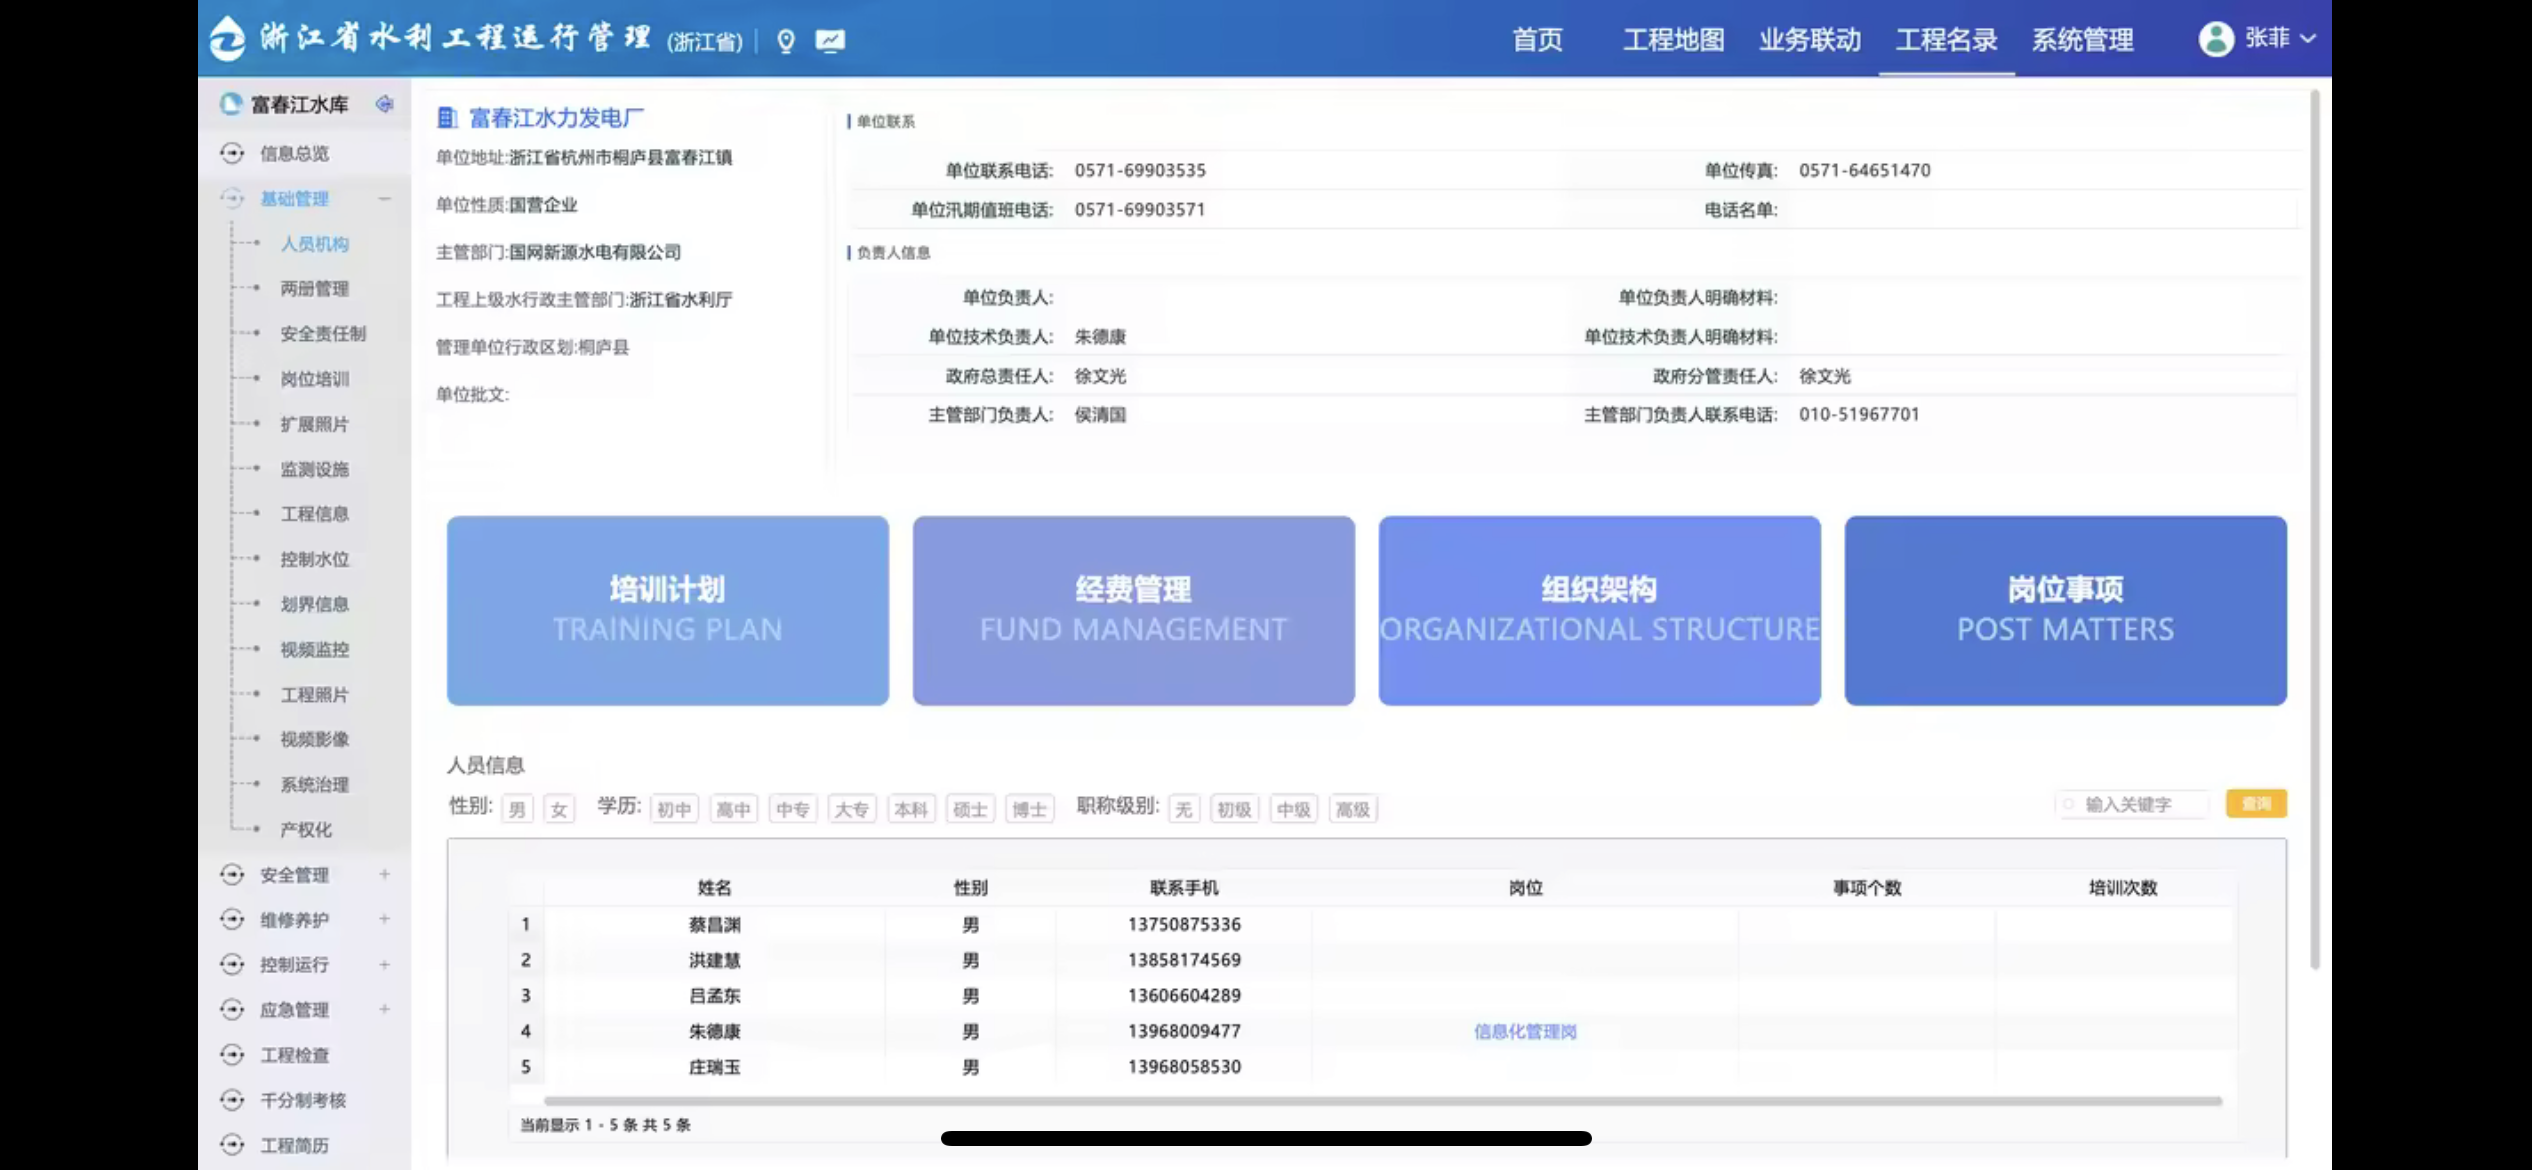 浙江省水利工程运行管理 (浙江省)
首页 工程地图 业务联动 工程名录 系统管理 张菲
富春江水库
信息总览
基础管理
人员机构
两册管理
安全责任制
岗位培训
扩展照片
监测设施
工程信息
控制水位
划界信息
视频监控
工程照片
视频影像
系统治理
产权化
安全管理
维修养护
控制运行
应急管理
工程检查
千分制考核
工程简历
富春江水力发电厂
单位地址:浙江省杭州市桐庐县富春江镇
单位性质:国营企业
主管部门:国网新源水电有限公司
工程上级水行政主管部门:浙江省水利厅
管理单位行政区划:桐庐县
单位批文:
单位联系
单位联系电话: 0571-69903535 单位传真: 0571-64651470
单位汛期值班电话: 0571-69903571 电话名单:
负责人信息
单位负责人: 单位负责人明确材料:
单位技术负责人: 朱德康 单位技术负责人明确材料:
政府总责任人: 徐文光 政府分管责任人: 徐文光
主管部门负责人: 侯清国 主管部门负责人联系电话: 010-51967701
培训计划 经费管理 组织架构 岗位事项
TRAINING PLAN FUND MANAGEMENT ORGANIZATIONAL STRUCTURE POST MATTERS
人员信息
性别: 男 女 学历: 初中 高中 中专 大专 本科 硕士 博士 职称级别: 无 初级 中级 高级 输入关键字 查询
姓名 性别 联系手机 岗位 事项个数 培训次数
1 蔡昌渊 男 13750875336
2 洪建慧 男 13858174569
3 吕孟东 男 13606604289
4 朱德康 男 13968009477 信息化管理岗
5 庄瑞玉 男 13968058530
当前显示 1 - 5 条 共 5 条